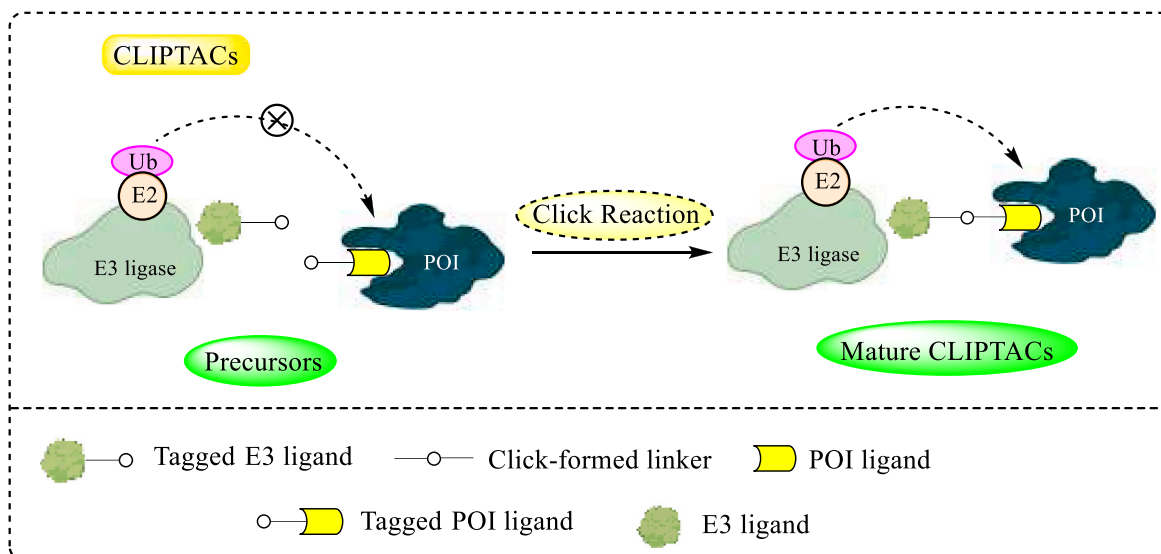 CLIPTACs
Ub
E2
E3 ligase
POI
Click Reaction
Ub
E2
E3 ligase
POI
Precursors
Mature CLIPTACs
Tagged E3 ligand
Click-formed linker
POI ligand
Tagged POI ligand
E3 ligand